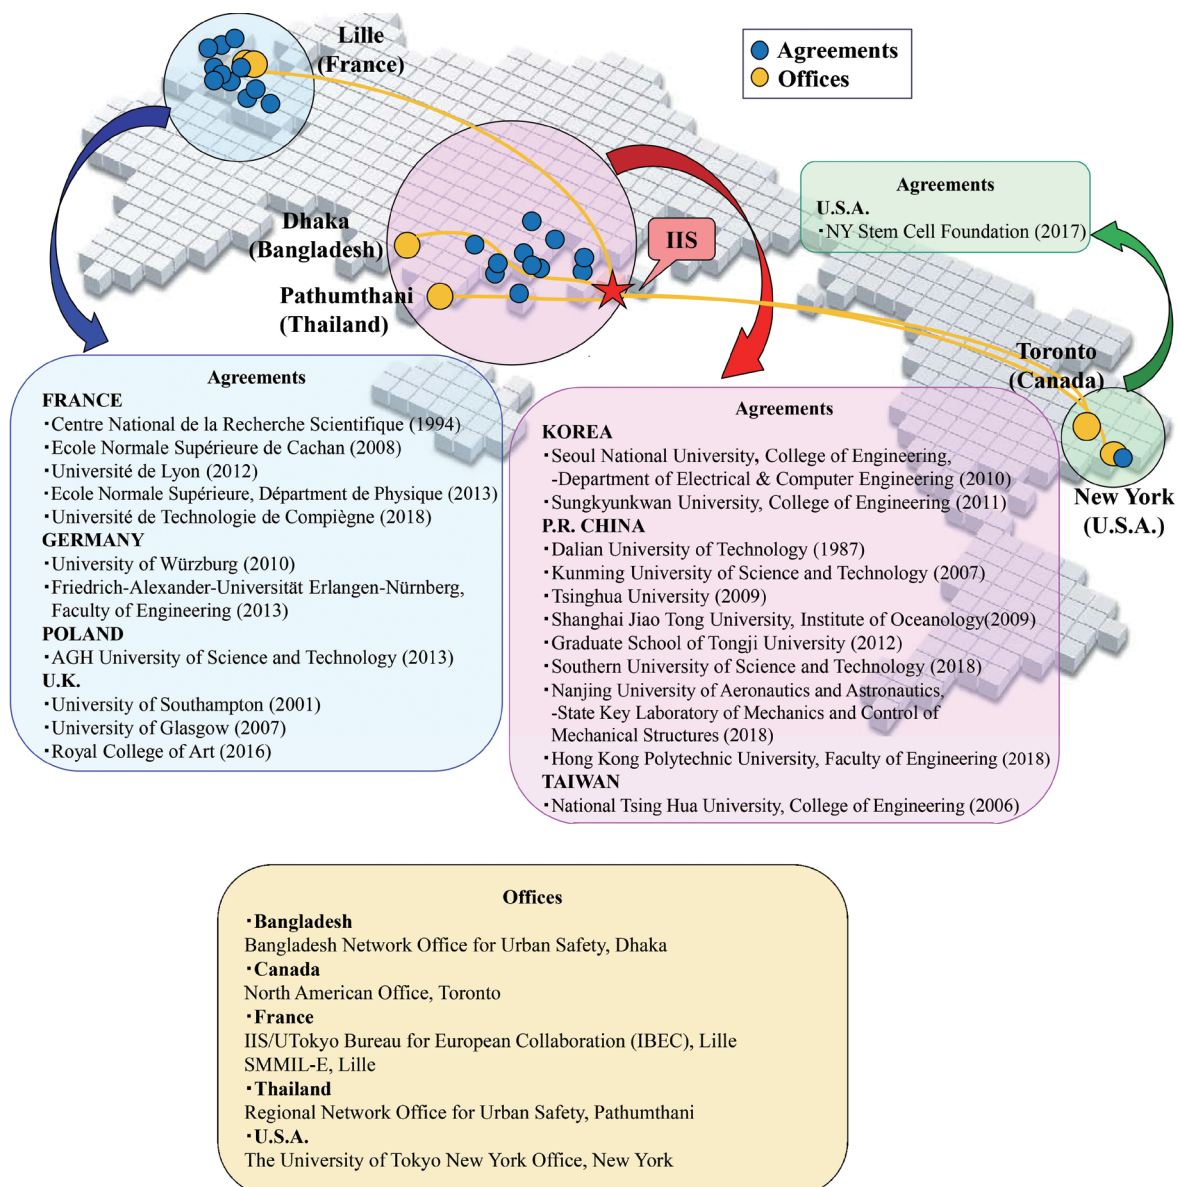 Lille
(France)
Agreements
Offices
Dhaka
(Bangladesh)
Pathumthani
(Thailand)
IIS
Toronto
(Canada)
New York
(U.S.A.)
Agreements
U.S.A.
・NY Stem Cell Foundation (2017)
Agreements
FRANCE
・Centre National de la Recherche Scientifique (1994)
・Ecole Normale Supérieure de Cachan (2008)
・Université de Lyon (2012)
・Ecole Normale Supérieure, Départment de Physique (2013)
・Université de Technologie de Compiègne (2018)
GERMANY
・University of Würzburg (2010)
・Friedrich-Alexander-Universität Erlangen-Nürnberg,
Faculty of Engineering (2013)
POLAND
・AGH University of Science and Technology (2013)
U.K.
・University of Southampton (2001)
・University of Glasgow (2007)
・Royal College of Art (2016)
Agreements
KOREA
・Seoul National University, College of Engineering,
-Department of Electrical & Computer Engineering (2010)
・Sungkyunkwan University, College of Engineering (2011)
P.R. CHINA
・Dalian University of Technology (1987)
・Kunming University of Science and Technology (2007)
・Tsinghua University (2009)
・Shanghai Jiao Tong University, Institute of Oceanology(2009)
・Graduate School of Tongji University (2012)
・Southern University of Science and Technology (2018)
・Nanjing University of Aeronautics and Astronautics,
-State Key Laboratory of Mechanics and Control of
Mechanical Structures (2018)
・Hong Kong Polytechnic University, Faculty of Engineering (2018)
TAIWAN
・National Tsing Hua University, College of Engineering (2006)
Offices
・Bangladesh
Bangladesh Network Office for Urban Safety, Dhaka
・Canada
North American Office, Toronto
・France
IIS/UTokyo Bureau for European Collaboration (IBEC), Lille
SMMIL-E, Lille
・Thailand
Regional Network Office for Urban Safety, Pathumthani
・U.S.A.
The University of Tokyo New York Office, New York